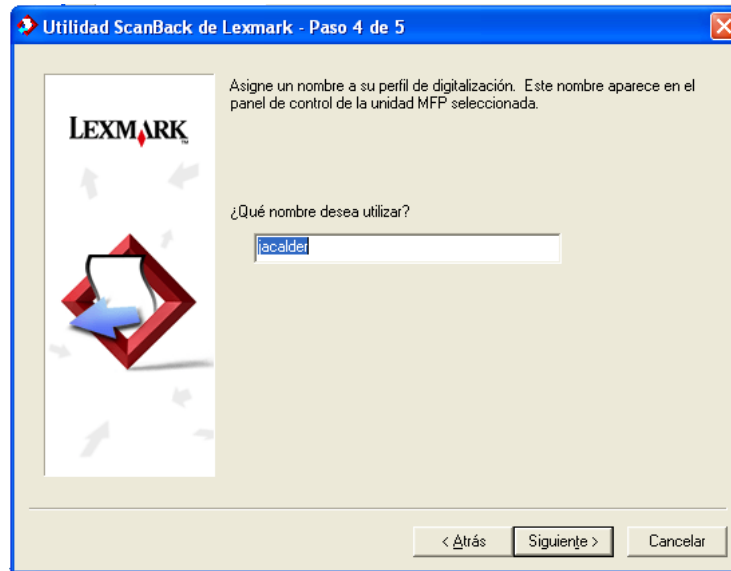 Utilidad ScanBack de Lexmark - Paso 4 de 5
Asigne un nombre a su perfil de digitalización. Este nombre aparece en el
panel de control de la unidad MFP seleccionada.
LEXMARK™
¿Qué nombre desea utilizar?
jacalder
< Atrás
Siguiente >
Cancelar